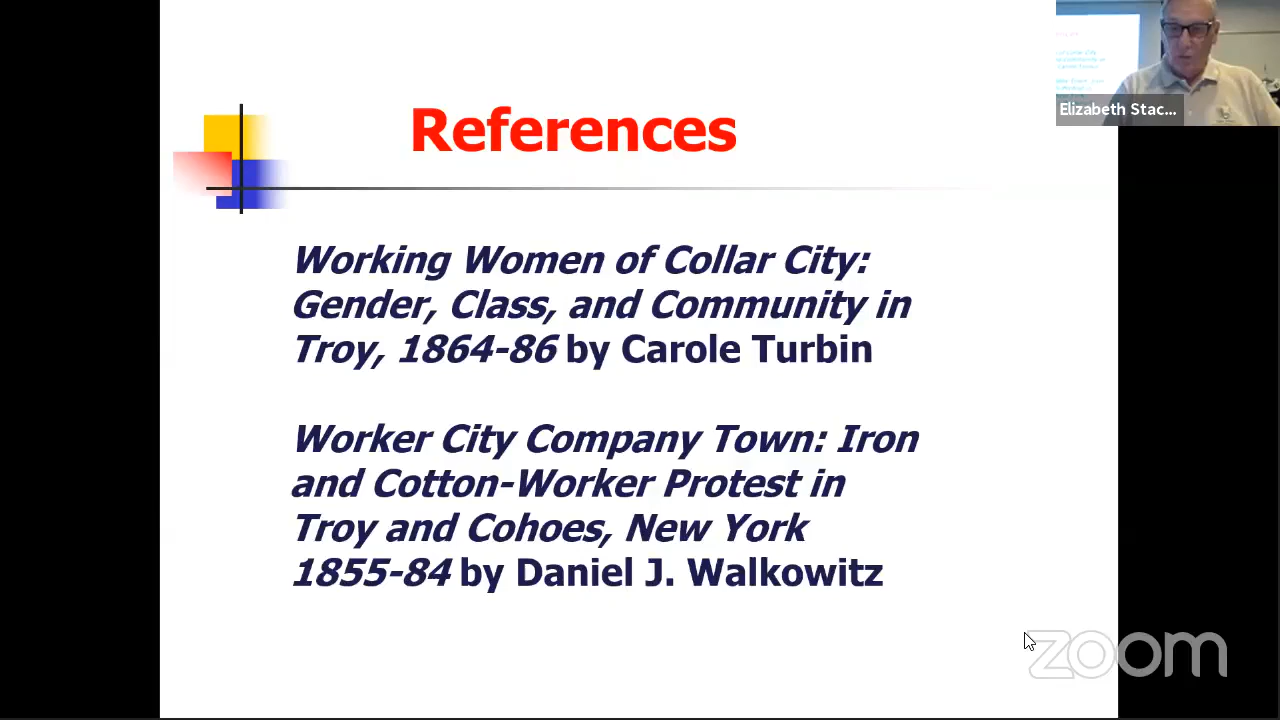 References
Elizabeth Stac...
Working Women of Collar City:
Gender, Class, and Community in
Troy, 1864-86 by Carole Turbin
Worker City Company Town: Iron
and Cotton-Worker Protest in
Troy and Cohoes, New York
1855-84 by Daniel J. Walkowitz
zoom